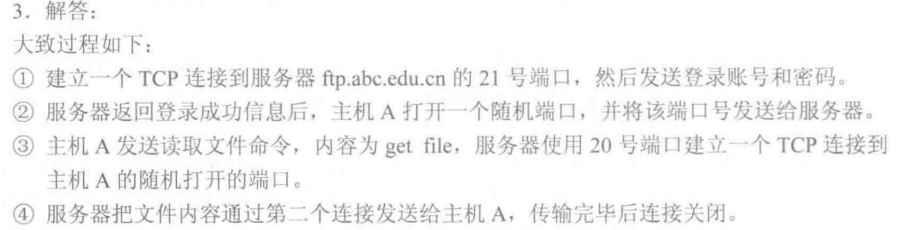 3．解答：
大致过程如下：
① 建立一个 TCP 连接到服务器 ftp.abc.edu.cn 的 21 号端口，然后发送登录账号和密码。
② 服务器返回登录成功信息后，主机 A 打开一个随机端口，并将该端口号发送给服务器。
③ 主机 A 发送读取文件命令，内容为 get file，服务器使用 20 号端口建立一个 TCP 连接到
主机 A 的随机打开的端口。
④ 服务器把文件内容通过第二个连接发送给主机 A，传输完毕后连接关闭。